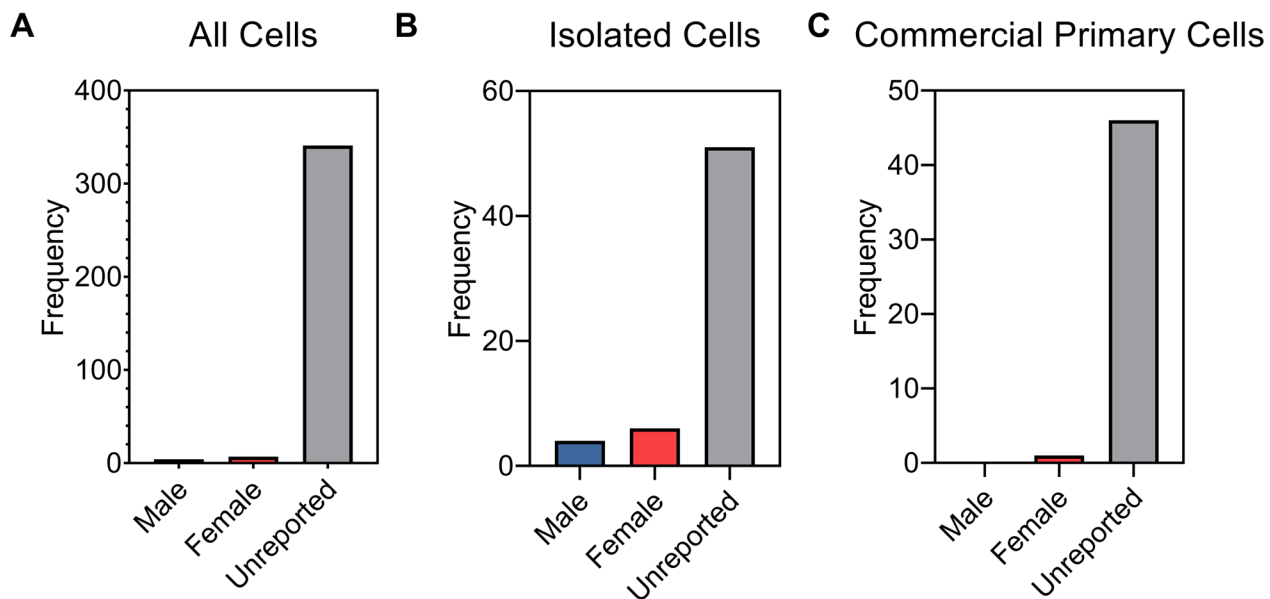 A
All Cells
Frequency
400
300
200
100
0
Male
Female
Unreported
B
Isolated Cells
Frequency
60
40
20
0
Male
Female
Unreported
C
Commercial Primary Cells
Frequency
50
40
30
20
10
0
Male
Female
Unreported